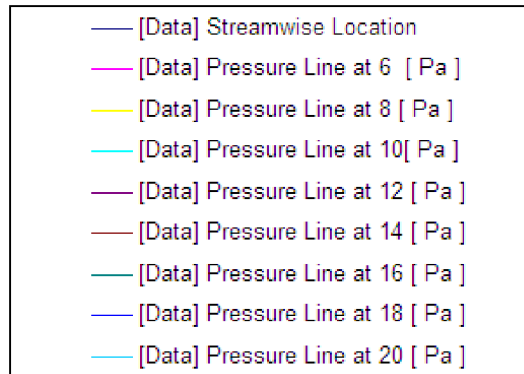 [Data] Streamwise Location
[Data] Pressure Line at 6  [ Pa ]
[Data] Pressure Line at 8 [ Pa ]
[Data] Pressure Line at 10[ Pa ]
[Data] Pressure Line at 12 [ Pa ]
[Data] Pressure Line at 14 [ Pa ]
[Data] Pressure Line at 16 [ Pa ]
[Data] Pressure Line at 18 [ Pa ]
[Data] Pressure Line at 20 [ Pa ]